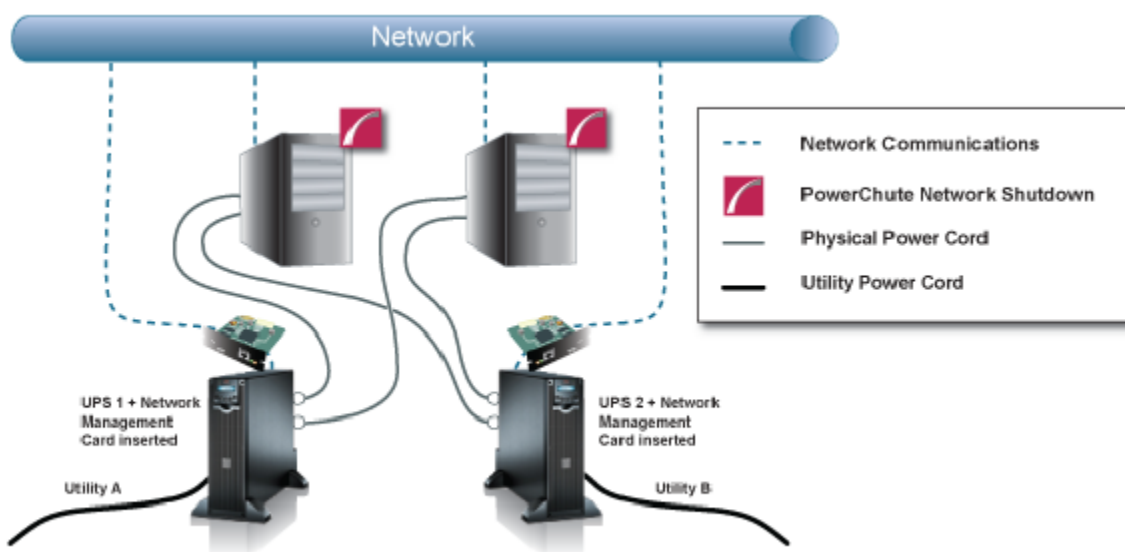 Network
Network Communications
PowerChute Network Shutdown
Physical Power Cord
Utility Power Cord
UPS 1 + Network
Management
Card inserted
UPS 2 + Network
Management
Card inserted
Utility A
Utility B